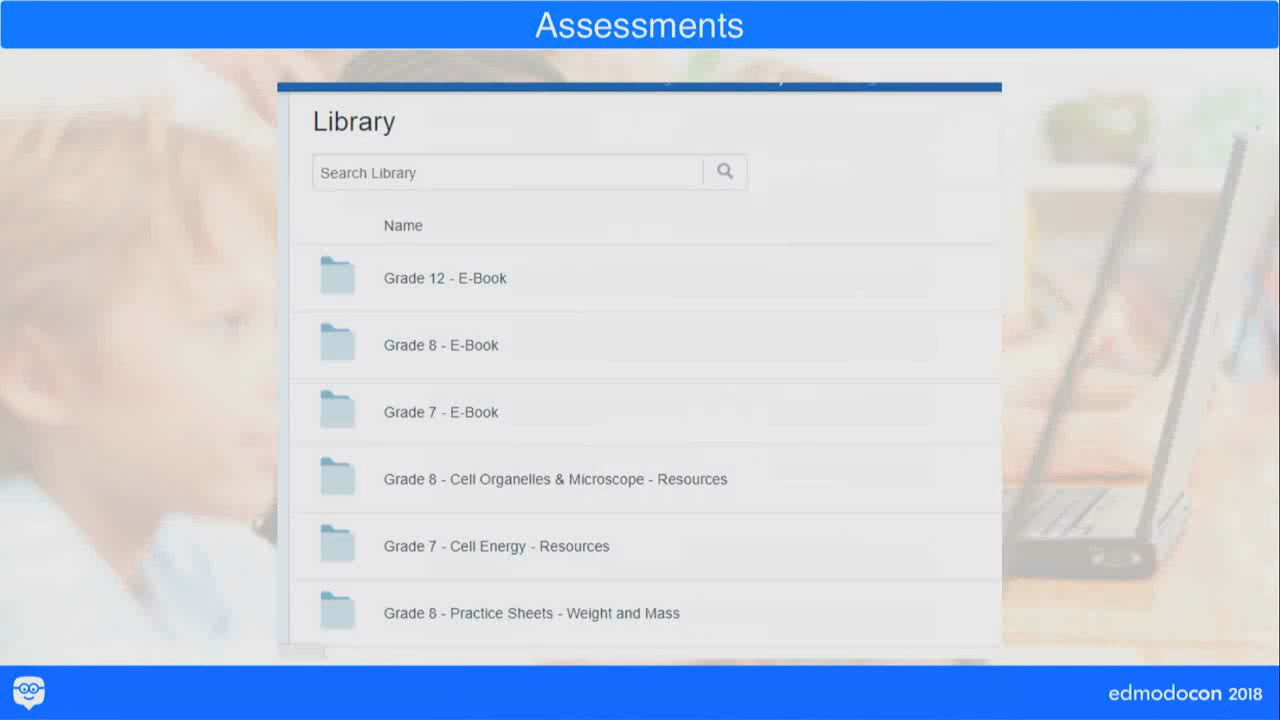 Assessments
Library
Search Library
Name
Grade 12 - E-Book
Grade 8 - E-Book
Grade 7 - E-Book
Grade 8 - Cell Organelles & Microscope - Resources
Grade 7 - Cell Energy - Resources
Grade 8 - Practice Sheets - Weight and Mass
edmodocon 2018